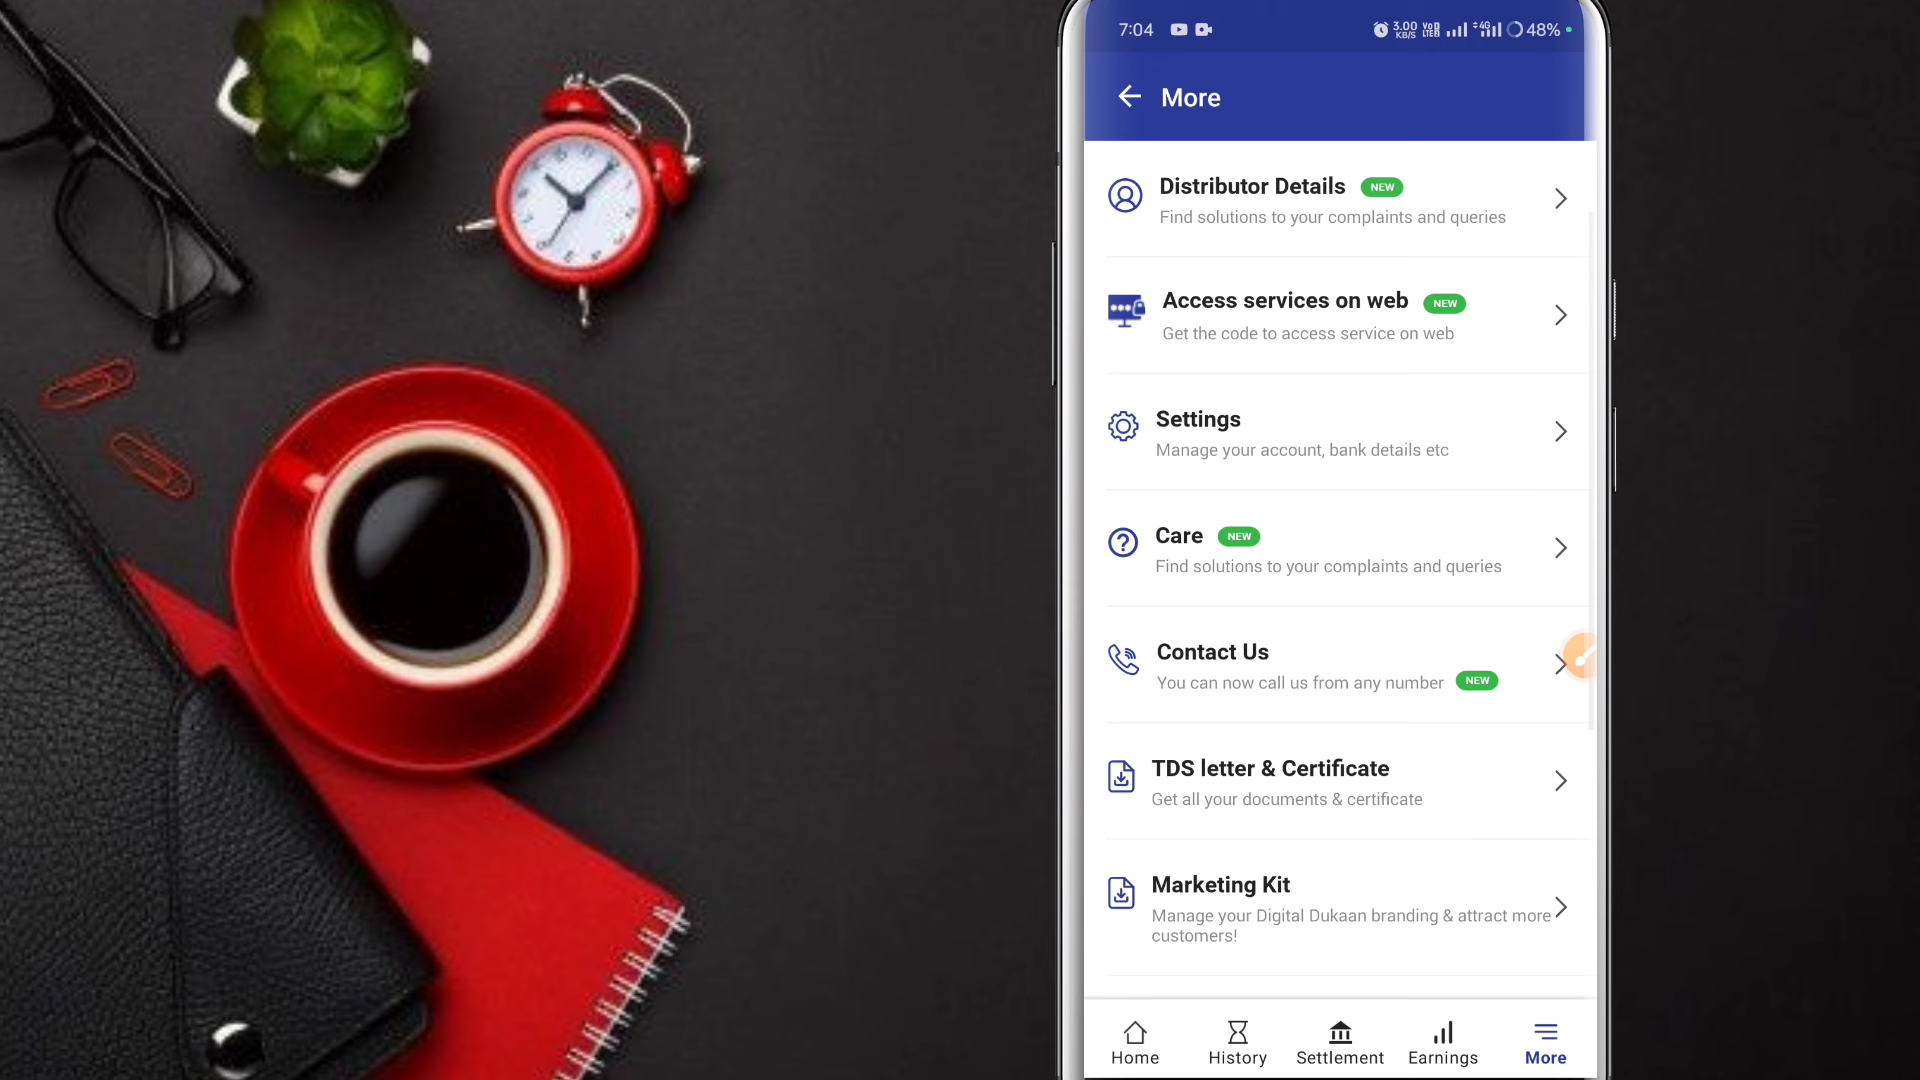 7:04 3.00 KB/S 4G 48%
More
Distributor Details NEW
Find solutions to your complaints and queries
Access services on web NEW
Get the code to access service on web
Settings
Manage your account, bank details etc
Care NEW
Find solutions to your complaints and queries
Contact Us
You can now call us from any number NEW
TDS letter & Certificate
Get all your documents & certificate
Marketing Kit
Manage your Digital Dukaan branding & attract more
customers!
Home History Settlement Earnings More